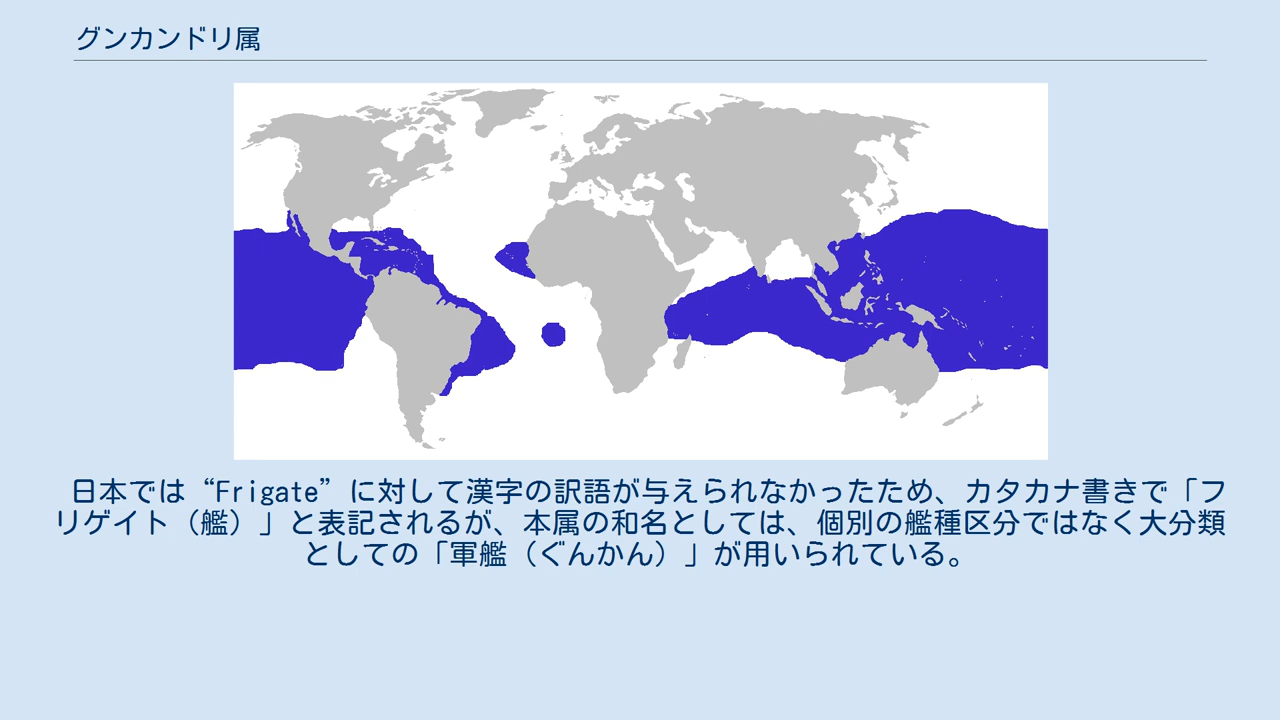 グンカンドリ属
日本では“Frigate”に対して漢字の訳語が与えられなかったため、カタカナ書きで「フ
リゲイト（艦）」と表記されるが、本属の和名としては、個別の艦種区分ではなく大分類
としての「軍艦（ぐんかん）」が用いられている。